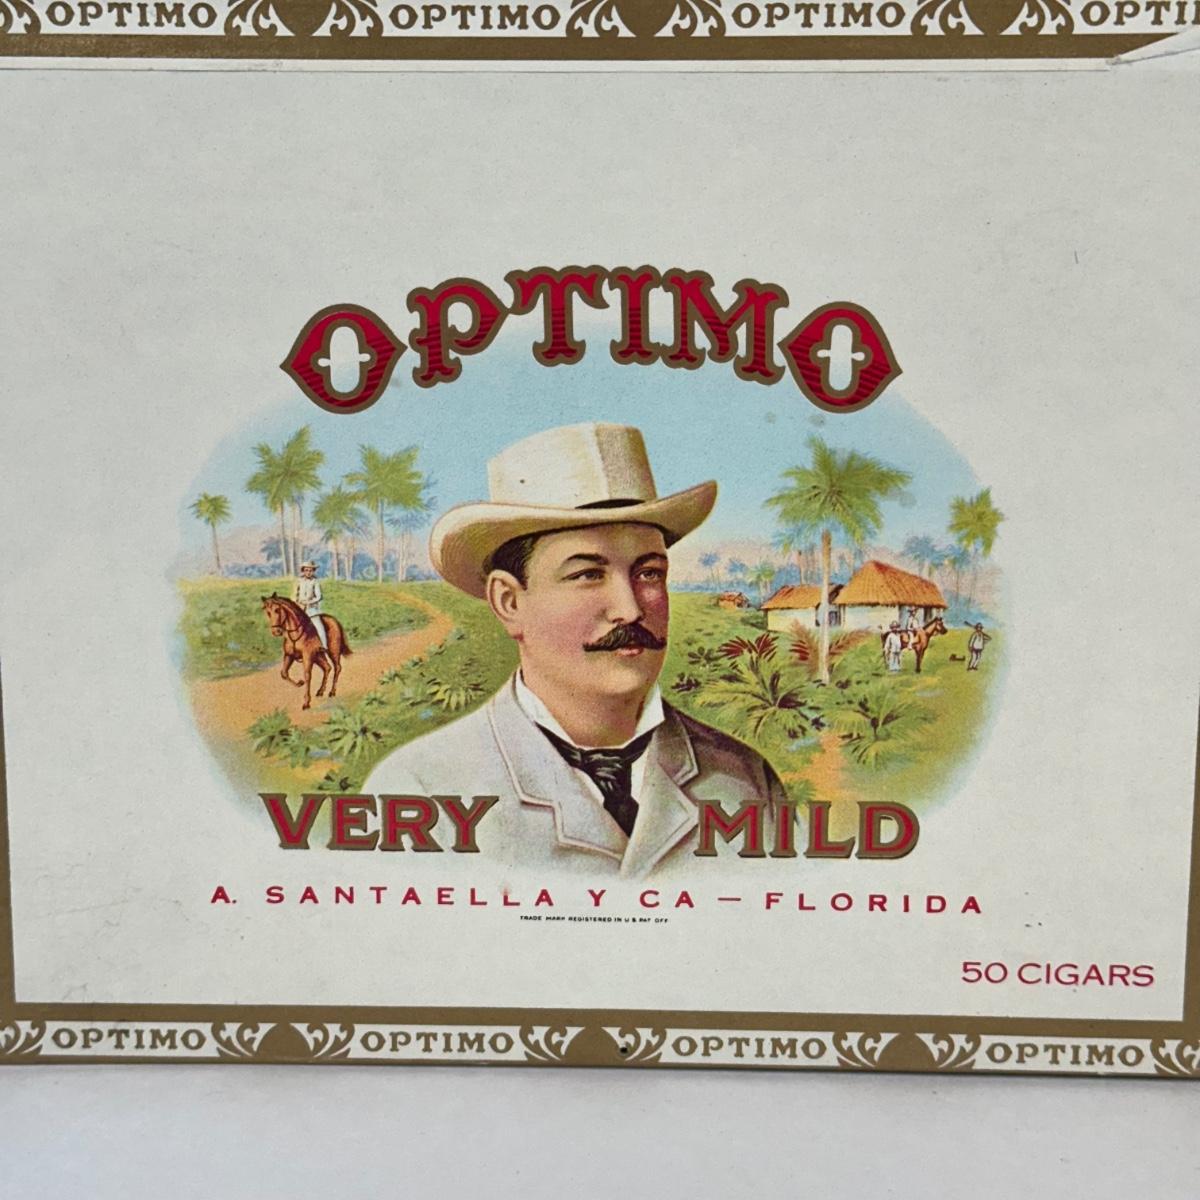 OPTIMO OPTIMO OPTIMO OPTI
OPTIMO
VERY MILD
A. SANTAELLA Y CA — FLORIDA
TRADE MARK REGISTERED IN U S PAT OFF
50 CIGARS
OPTIMO OPTIMO OPTIMO OPTIMO